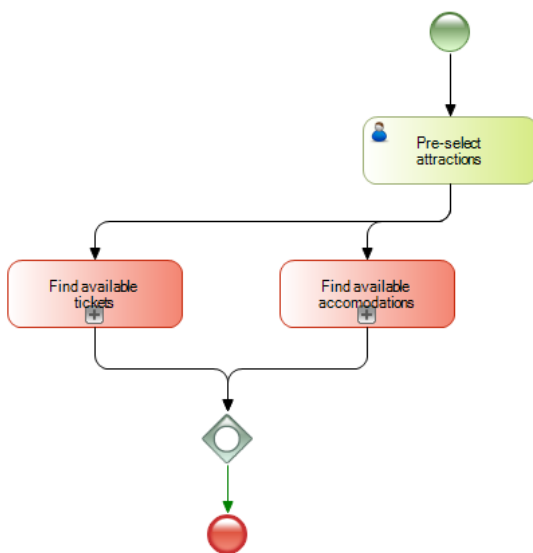 Pre-select
attractions
Find available
tickets
Find available
accomodations